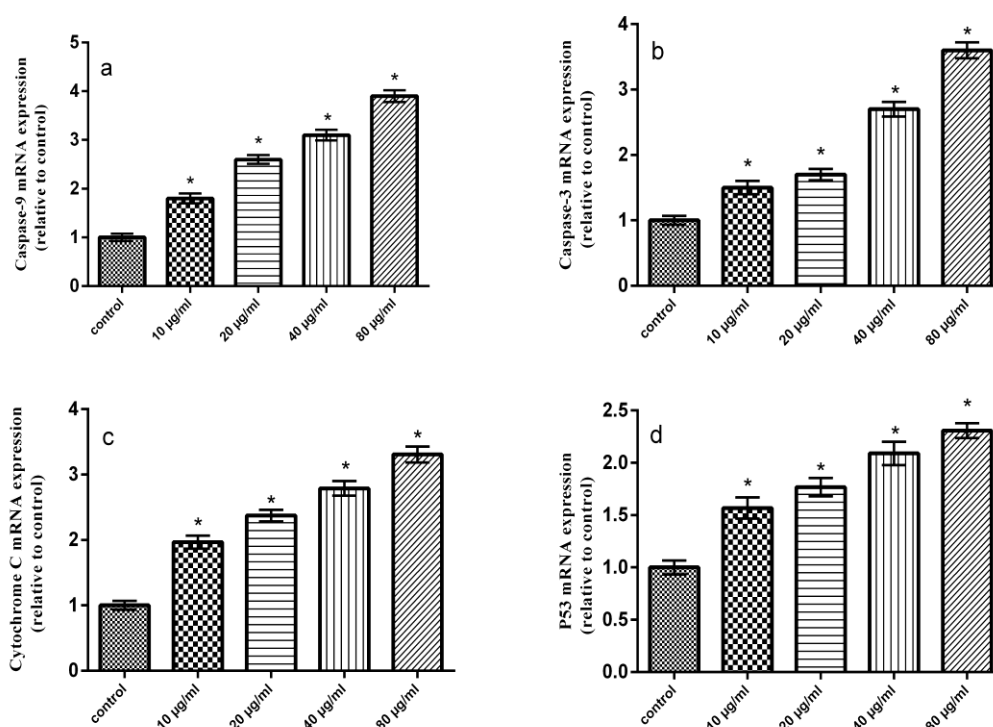 a
Caspase-9 mRNA expression
(relative to control)
5
4
3
2
1
0
*
*
*
*
control
10 µg/ml
20 µg/ml
40 µg/ml
80 µg/ml
b
Caspase-3 mRNA expression
(relative to control)
4
3
2
1
0
*
*
*
*
control
10 µg/ml
20 µg/ml
40 µg/ml
80 µg/ml
c
Cytochrome C mRNA expression
(relative to control)
4
3
2
1
0
*
*
*
*
control
10 µg/ml
20 µg/ml
40 µg/ml
80 µg/ml
d
P53 mRNA expression
(relative to control)
2.5
2.0
1.5
1.0
0.5
0.0
*
*
*
*
control
10 µg/ml
20 µg/ml
40 µg/ml
80 µg/ml